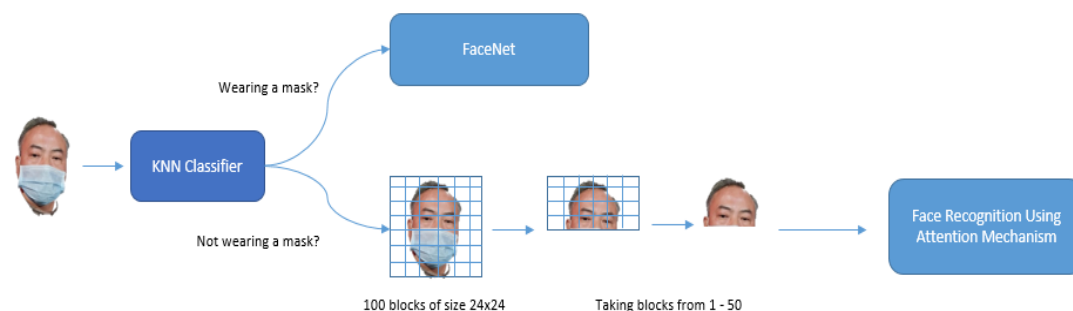 FaceNet
Wearing a mask?
KNN Classifier
Not wearing a mask?
Face Recognition Using
Attention Mechanism
100 blocks of size 24x24
Taking blocks from 1 - 50